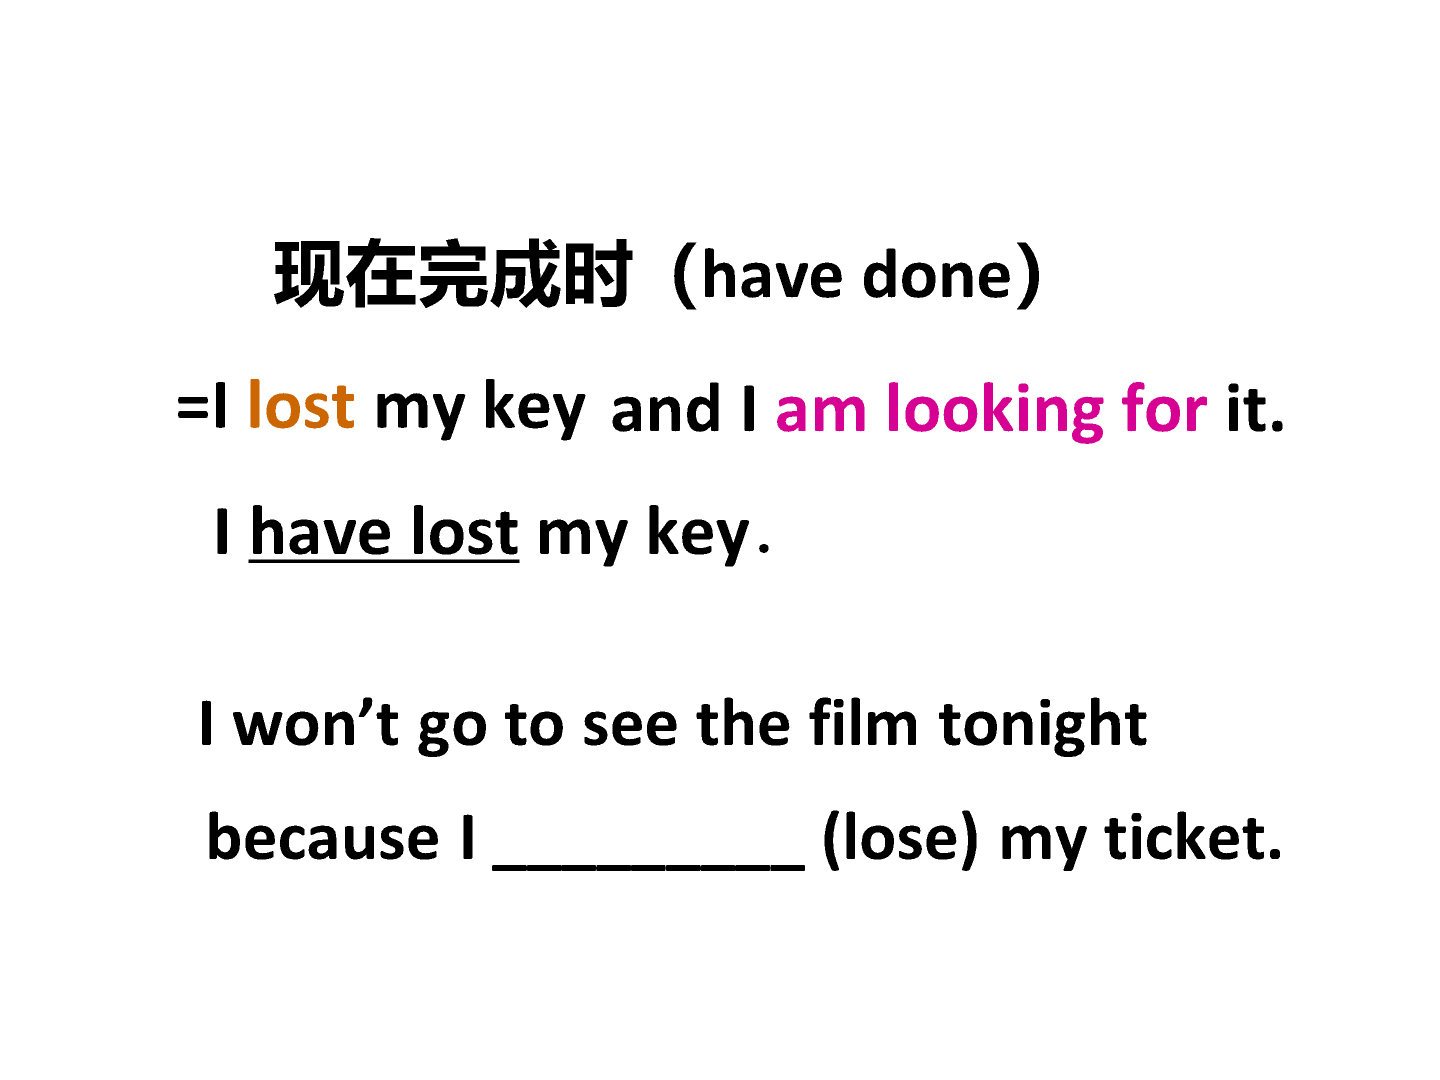 现在完成时（have done）
=I lost my key and I am looking for it.
I have lost my key.
I won’t go to see the film tonight
because I _________ (lose) my ticket.